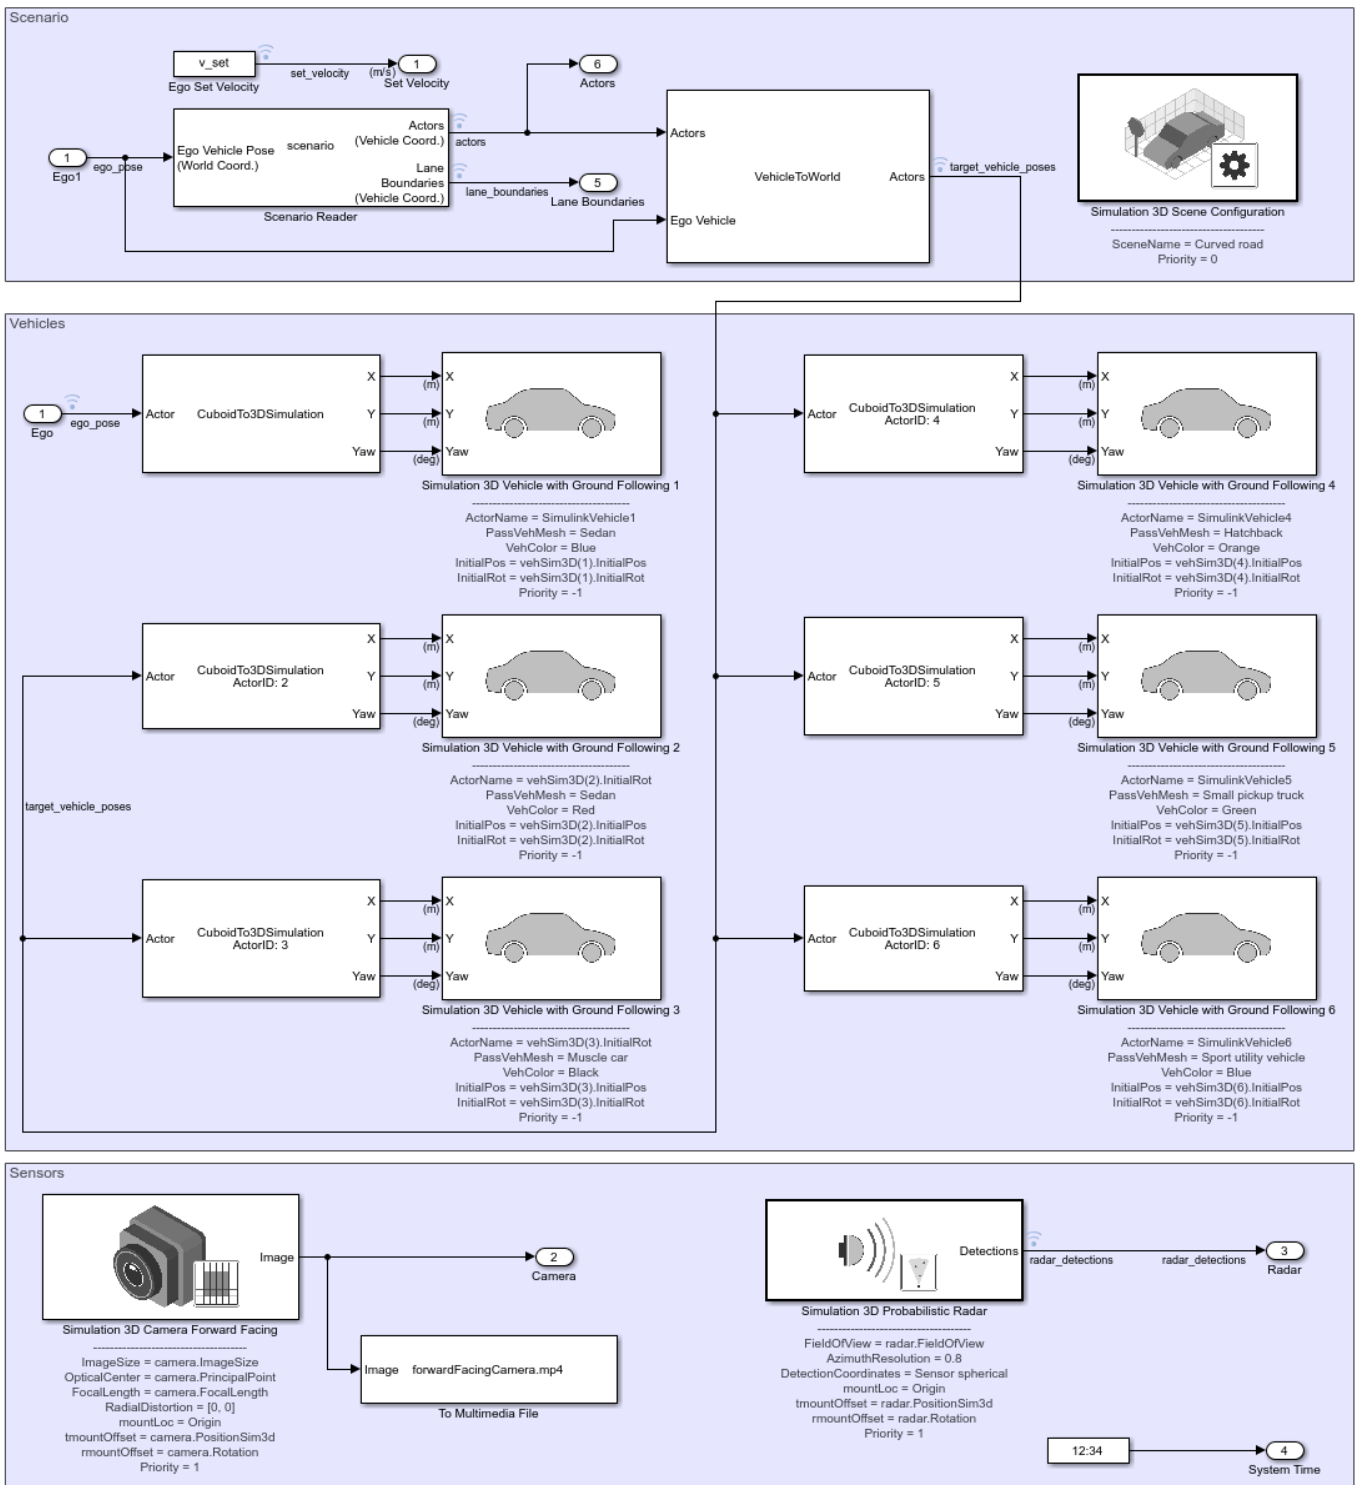 Scenario
v_set
set_velocity
(m/s)
1
Set Velocity
Ego Set Velocity
6
Actors
1
Ego1
ego_pose
Ego Vehicle Pose
(World Coord.)
scenario
Actors
(Vehicle Coord.)
Lane
Boundaries
(Vehicle Coord.)
Scenario Reader
actors
lane_boundaries
5
Lane Boundaries
Actors
Ego Vehicle
VehicleToWorld
Actors
target_vehicle_poses
Simulation 3D Scene Configuration
---------------------------------------
SceneName = Curved road
Priority = 0
Vehicles
1
Ego
ego_pose
Actor
CuboidTo3DSimulation
X
Y
Yaw
(m)
(m)
(deg)
X
Y
Yaw
Simulation 3D Vehicle with Ground Following 1
---------------------------------------
ActorName = SimulinkVehicle1
PassVehMesh = Sedan
VehColor = Blue
InitialPos = vehSim3D(1).InitialPos
InitialRot = vehSim3D(1).InitialRot
Priority = -1
Actor
CuboidTo3DSimulation
ActorID: 4
X
Y
Yaw
(m)
(m)
(deg)
X
Y
Yaw
Simulation 3D Vehicle with Ground Following 4
---------------------------------------
ActorName = SimulinkVehicle4
PassVehMesh = Hatchback
VehColor = Orange
InitialPos = vehSim3D(4).InitialPos
InitialRot = vehSim3D(4).InitialRot
Priority = -1
Actor
CuboidTo3DSimulation
ActorID: 2
X
Y
Yaw
(m)
(m)
(deg)
X
Y
Yaw
Simulation 3D Vehicle with Ground Following 2
---------------------------------------
ActorName = vehSim3D(2).InitialRot
PassVehMesh = Sedan
VehColor = Red
InitialPos = vehSim3D(2).InitialPos
InitialRot = vehSim3D(2).InitialRot
Priority = -1
Actor
CuboidTo3DSimulation
ActorID: 5
X
Y
Yaw
(m)
(m)
(deg)
X
Y
Yaw
Simulation 3D Vehicle with Ground Following 5
---------------------------------------
ActorName = SimulinkVehicle5
PassVehMesh = Small pickup truck
VehColor = Green
InitialPos = vehSim3D(5).InitialPos
InitialRot = vehSim3D(5).InitialRot
Priority = -1
target_vehicle_poses
Actor
CuboidTo3DSimulation
ActorID: 3
X
Y
Yaw
(m)
(m)
(deg)
X
Y
Yaw
Simulation 3D Vehicle with Ground Following 3
---------------------------------------
ActorName = vehSim3D(3).InitialRot
PassVehMesh = Muscle car
VehColor = Black
InitialPos = vehSim3D(3).InitialPos
InitialRot = vehSim3D(3).InitialRot
Priority = -1
Actor
CuboidTo3DSimulation
ActorID: 6
X
Y
Yaw
(m)
(m)
(deg)
X
Y
Yaw
Simulation 3D Vehicle with Ground Following 6
---------------------------------------
ActorName = SimulinkVehicle6
PassVehMesh = Sport utility vehicle
VehColor = Blue
InitialPos = vehSim3D(6).InitialPos
InitialRot = vehSim3D(6).InitialRot
Priority = -1
Sensors
Image
Simulation 3D Camera Forward Facing
---------------------------------------
ImageSize = camera.ImageSize
OpticalCenter = camera.PrincipalPoint
FocalLength = camera.FocalLength
RadialDistortion = [0, 0]
mountLoc = Origin
tmountOffset = camera.PositionSim3d
rmountOffset = camera.Rotation
Priority = 1
2
Camera
Image
forwardFacingCamera.mp4
To Multimedia File
Detections
Simulation 3D Probabilistic Radar
---------------------------------------
FieldOfView = radar.FieldOfView
AzimuthResolution = 0.8
DetectionCoordinates = Sensor spherical
mountLoc = Origin
tmountOffset = radar.PositionSim3d
rmountOffset = radar.Rotation
Priority = 1
radar_detections
radar_detections
3
Radar
12:34
4
System Time